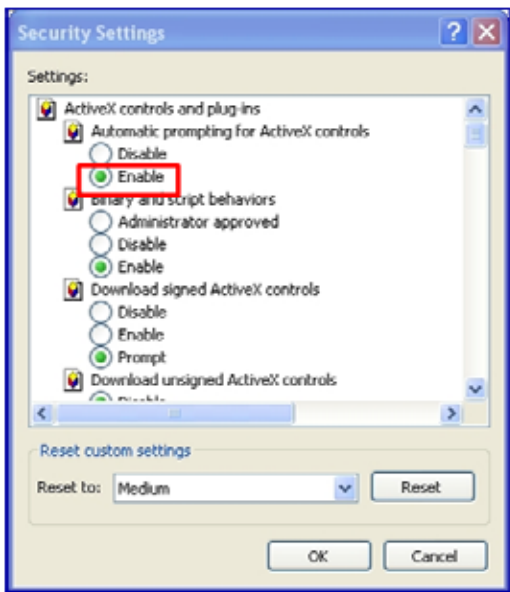 Security Settings
Settings:
ActiveX controls and plug-ins
Automatic prompting for ActiveX controls
Disable
Enable
Binary and script behaviors
Administrator approved
Disable
Enable
Download signed ActiveX controls
Disable
Enable
Prompt
Download unsigned ActiveX controls
Disable
Reset custom settings
Reset to: Medium Reset
OK Cancel